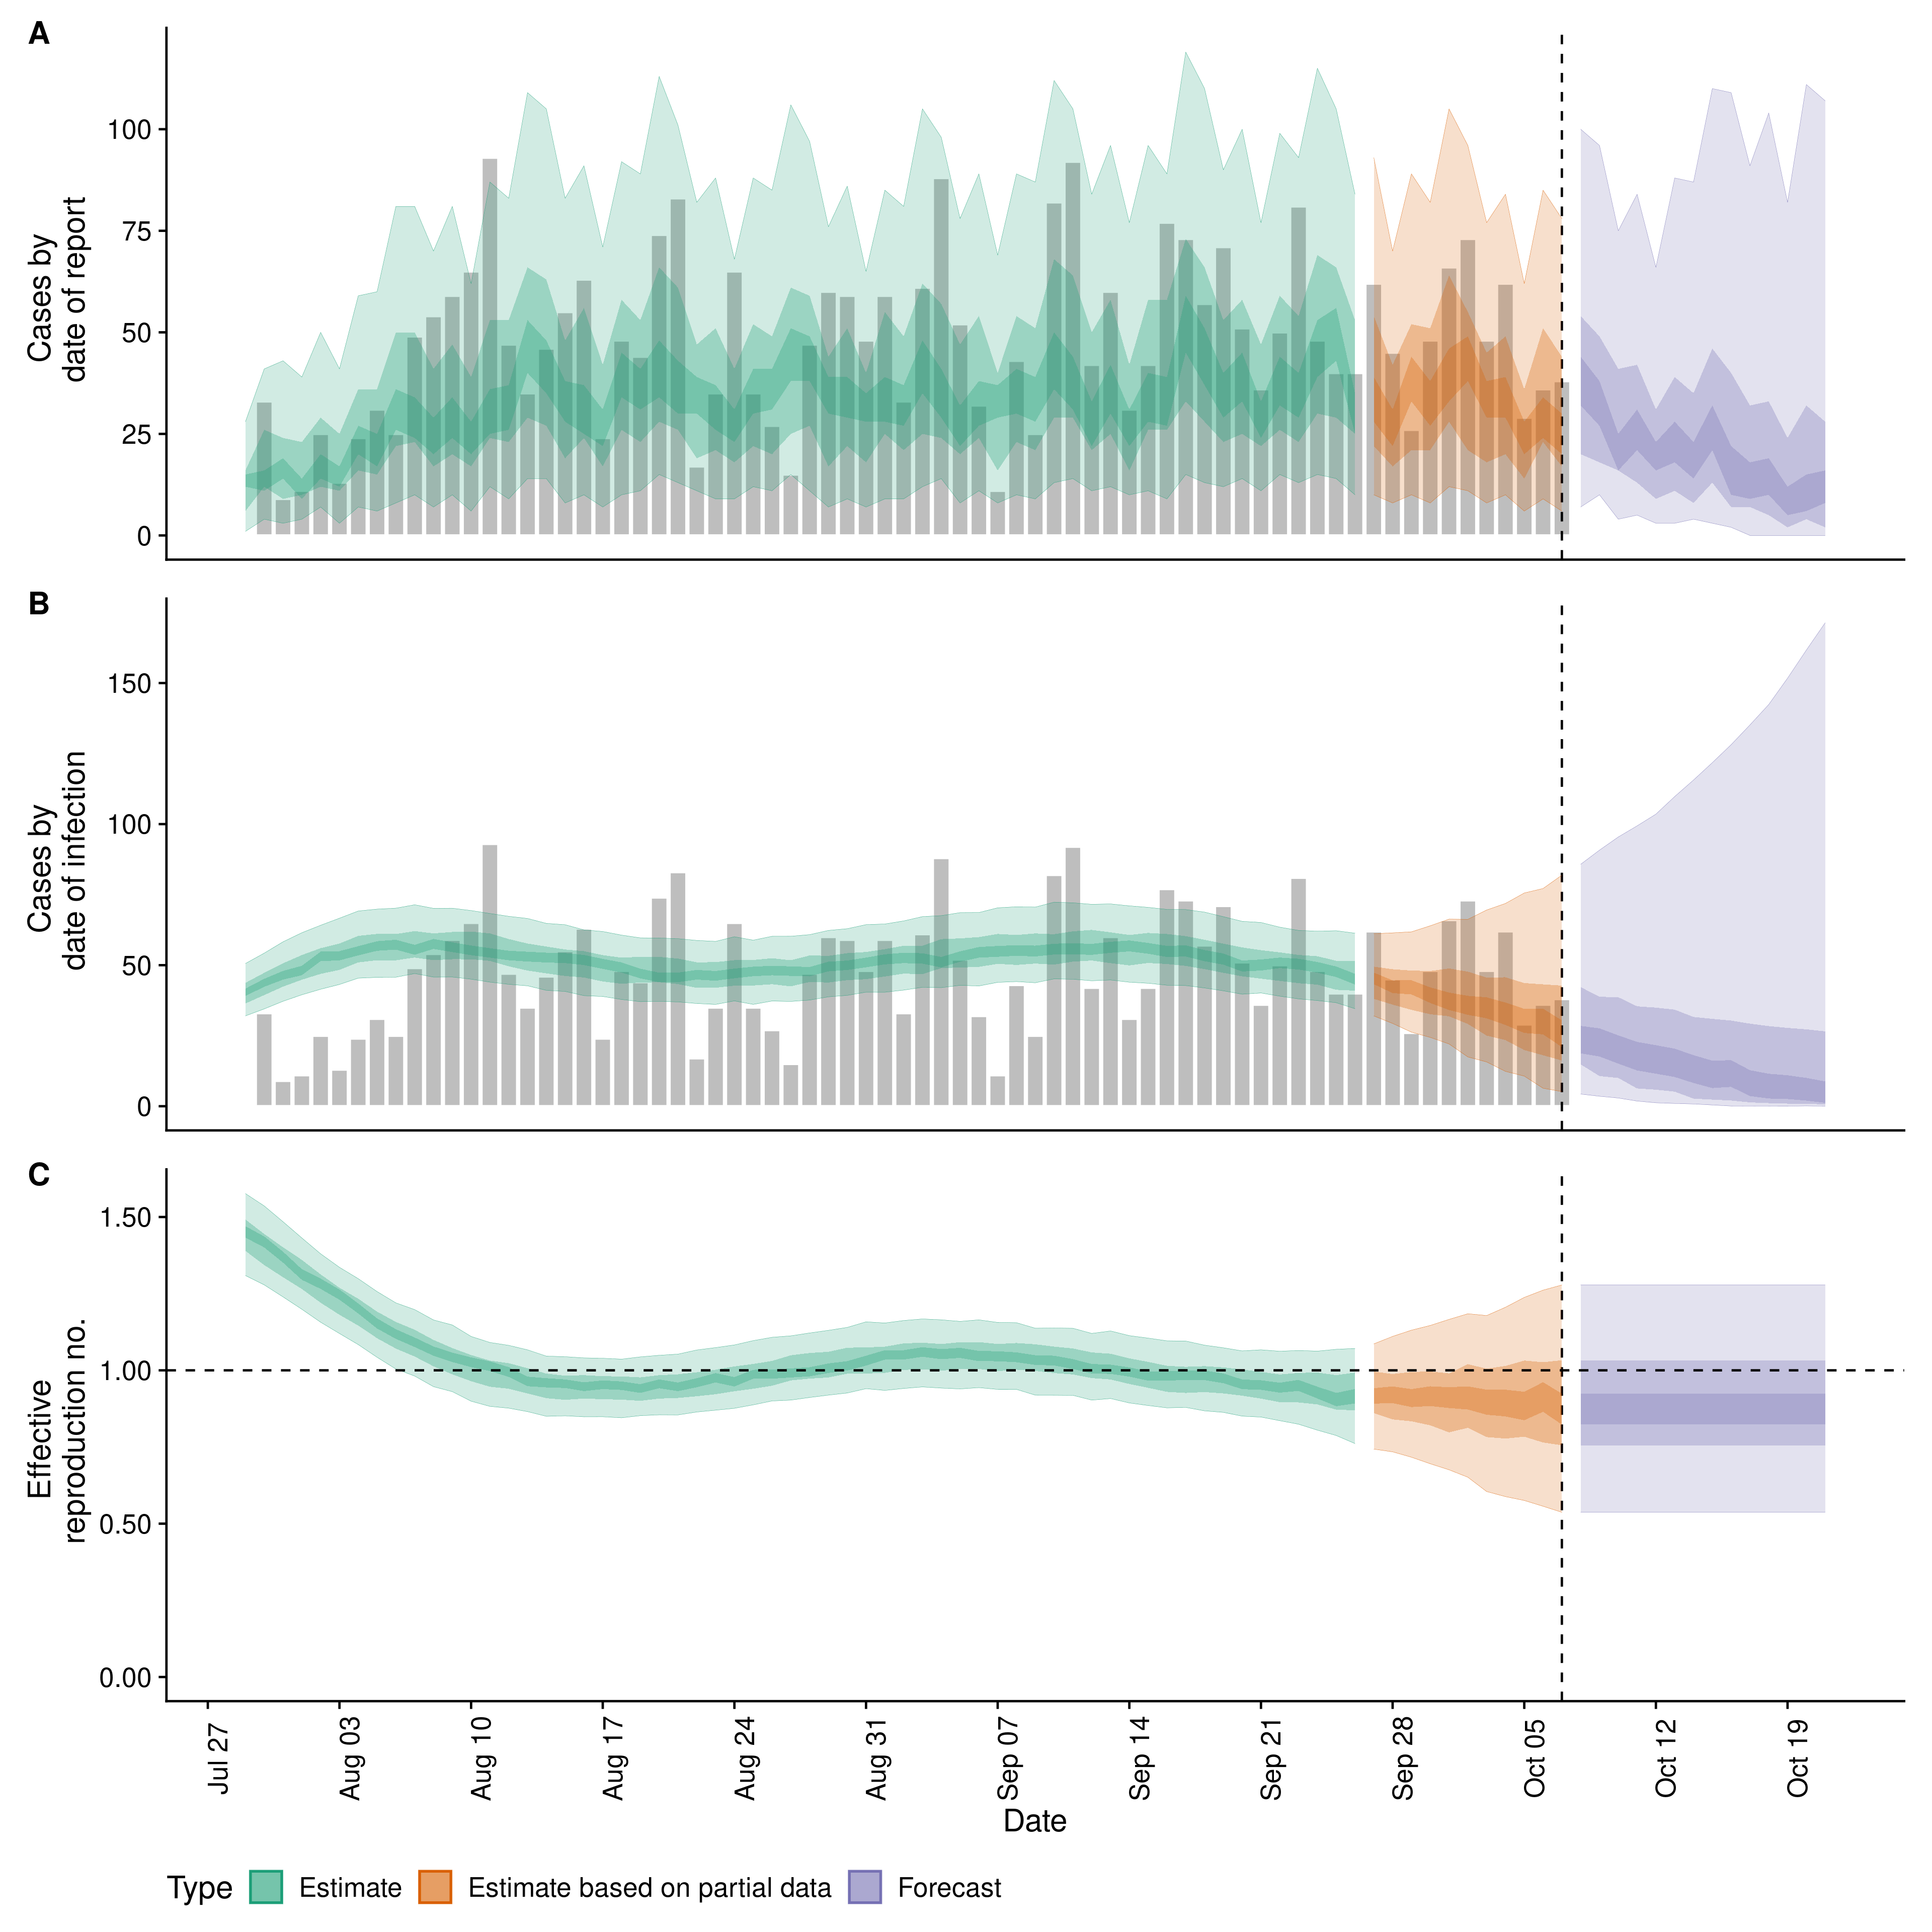 A
Cases by
date of report
100
75
50
25
0
B
Cases by
date of infection
150
100
50
0
C
Effective
reproduction no.
1.50
1.00
0.50
0.00
Jul 27
Aug 03
Aug 10
Aug 17
Aug 24
Aug 31
Sep 07
Sep 14
Sep 21
Sep 28
Oct 05
Oct 12
Oct 19
Date
Type Estimate Estimate based on partial data Forecast